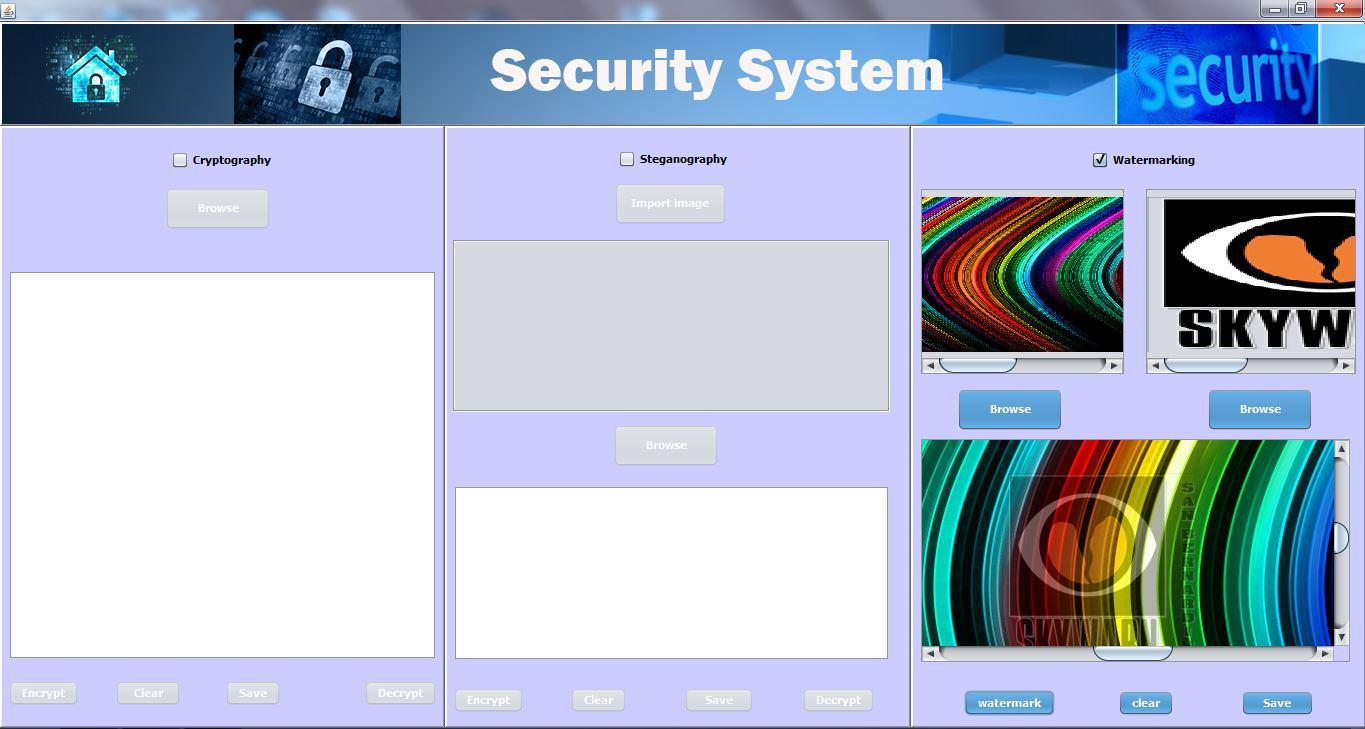 Security System
security
Cryptography
Browse
Encrypt
Clear
Save
Decrypt
Steganography
Import image
Browse
Encrypt
Clear
Save
Decrypt
Watermarking
SKYW
Browse
Browse
watermark
clear
Save